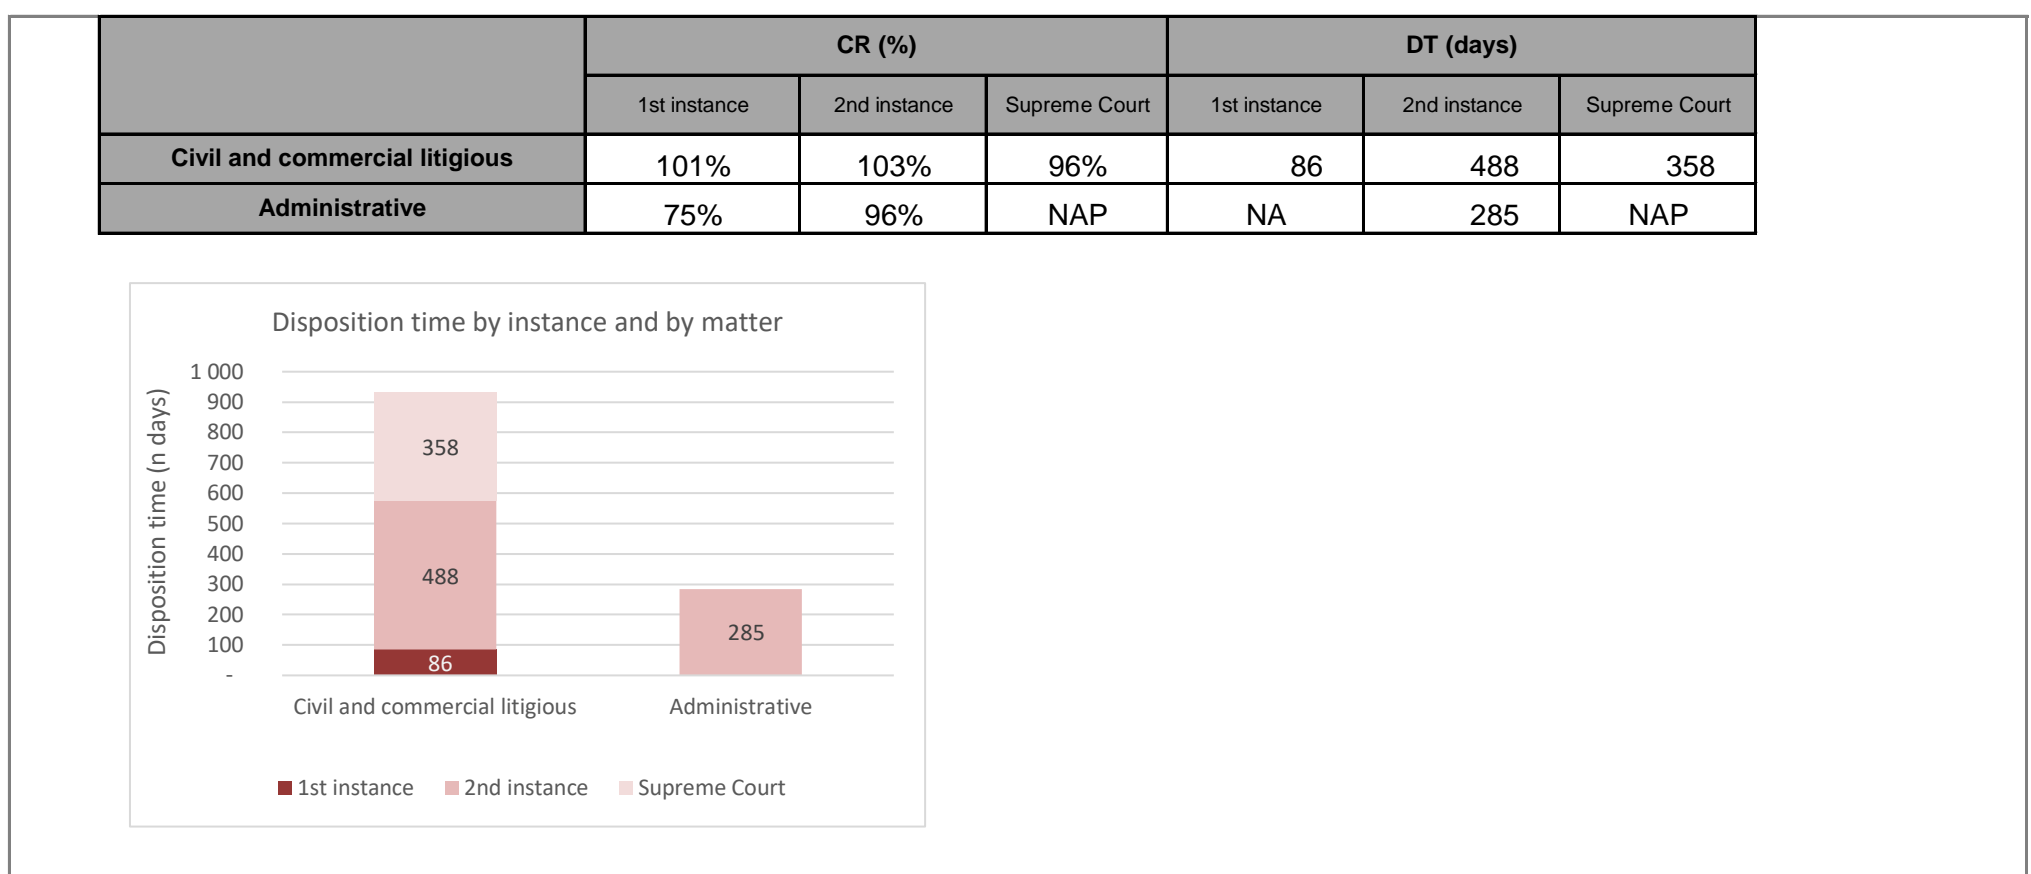 CR (%) DT (days)
1st instance 2nd instance Supreme Court 1st instance 2nd instance Supreme Court
Civil and commercial litigious 101% 103% 96% 86 488 358
Administrative 75% 96% NAP NA 285 NAP
Disposition time by instance and by matter
Disposition time (n days)
1 000
900
800
700
600
500
400
300
200
100
-
358
488
86
285
Civil and commercial litigious Administrative
1st instance 2nd instance Supreme Court